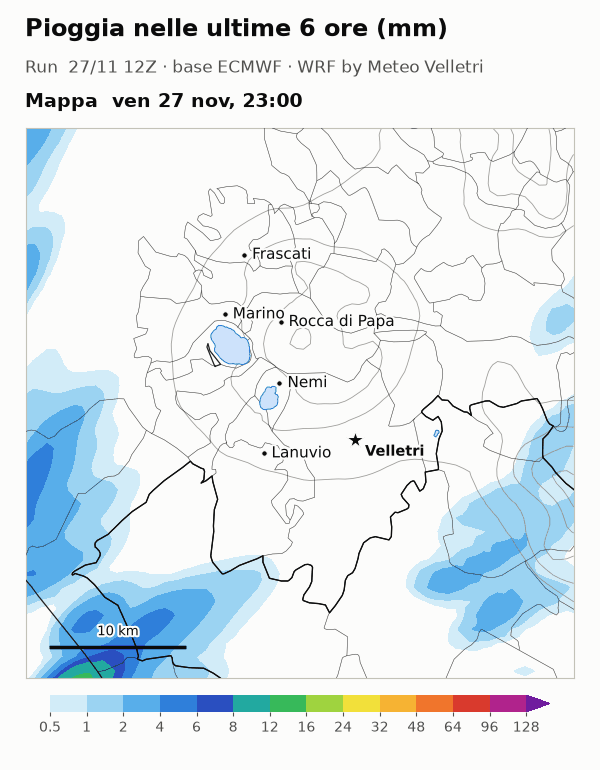 Pioggia nelle ultime 6 ore (mm)
Run  27/11 12Z · base ECMWF · WRF by Meteo Velletri
Mappa  ven 27 nov, 23:00
Frascati
Marino
Rocca di Papa
Nemi
Velletri
Lanuvio
10 km
0.5 1 2 4 6 8 12 16 24 32 48 64 96 128